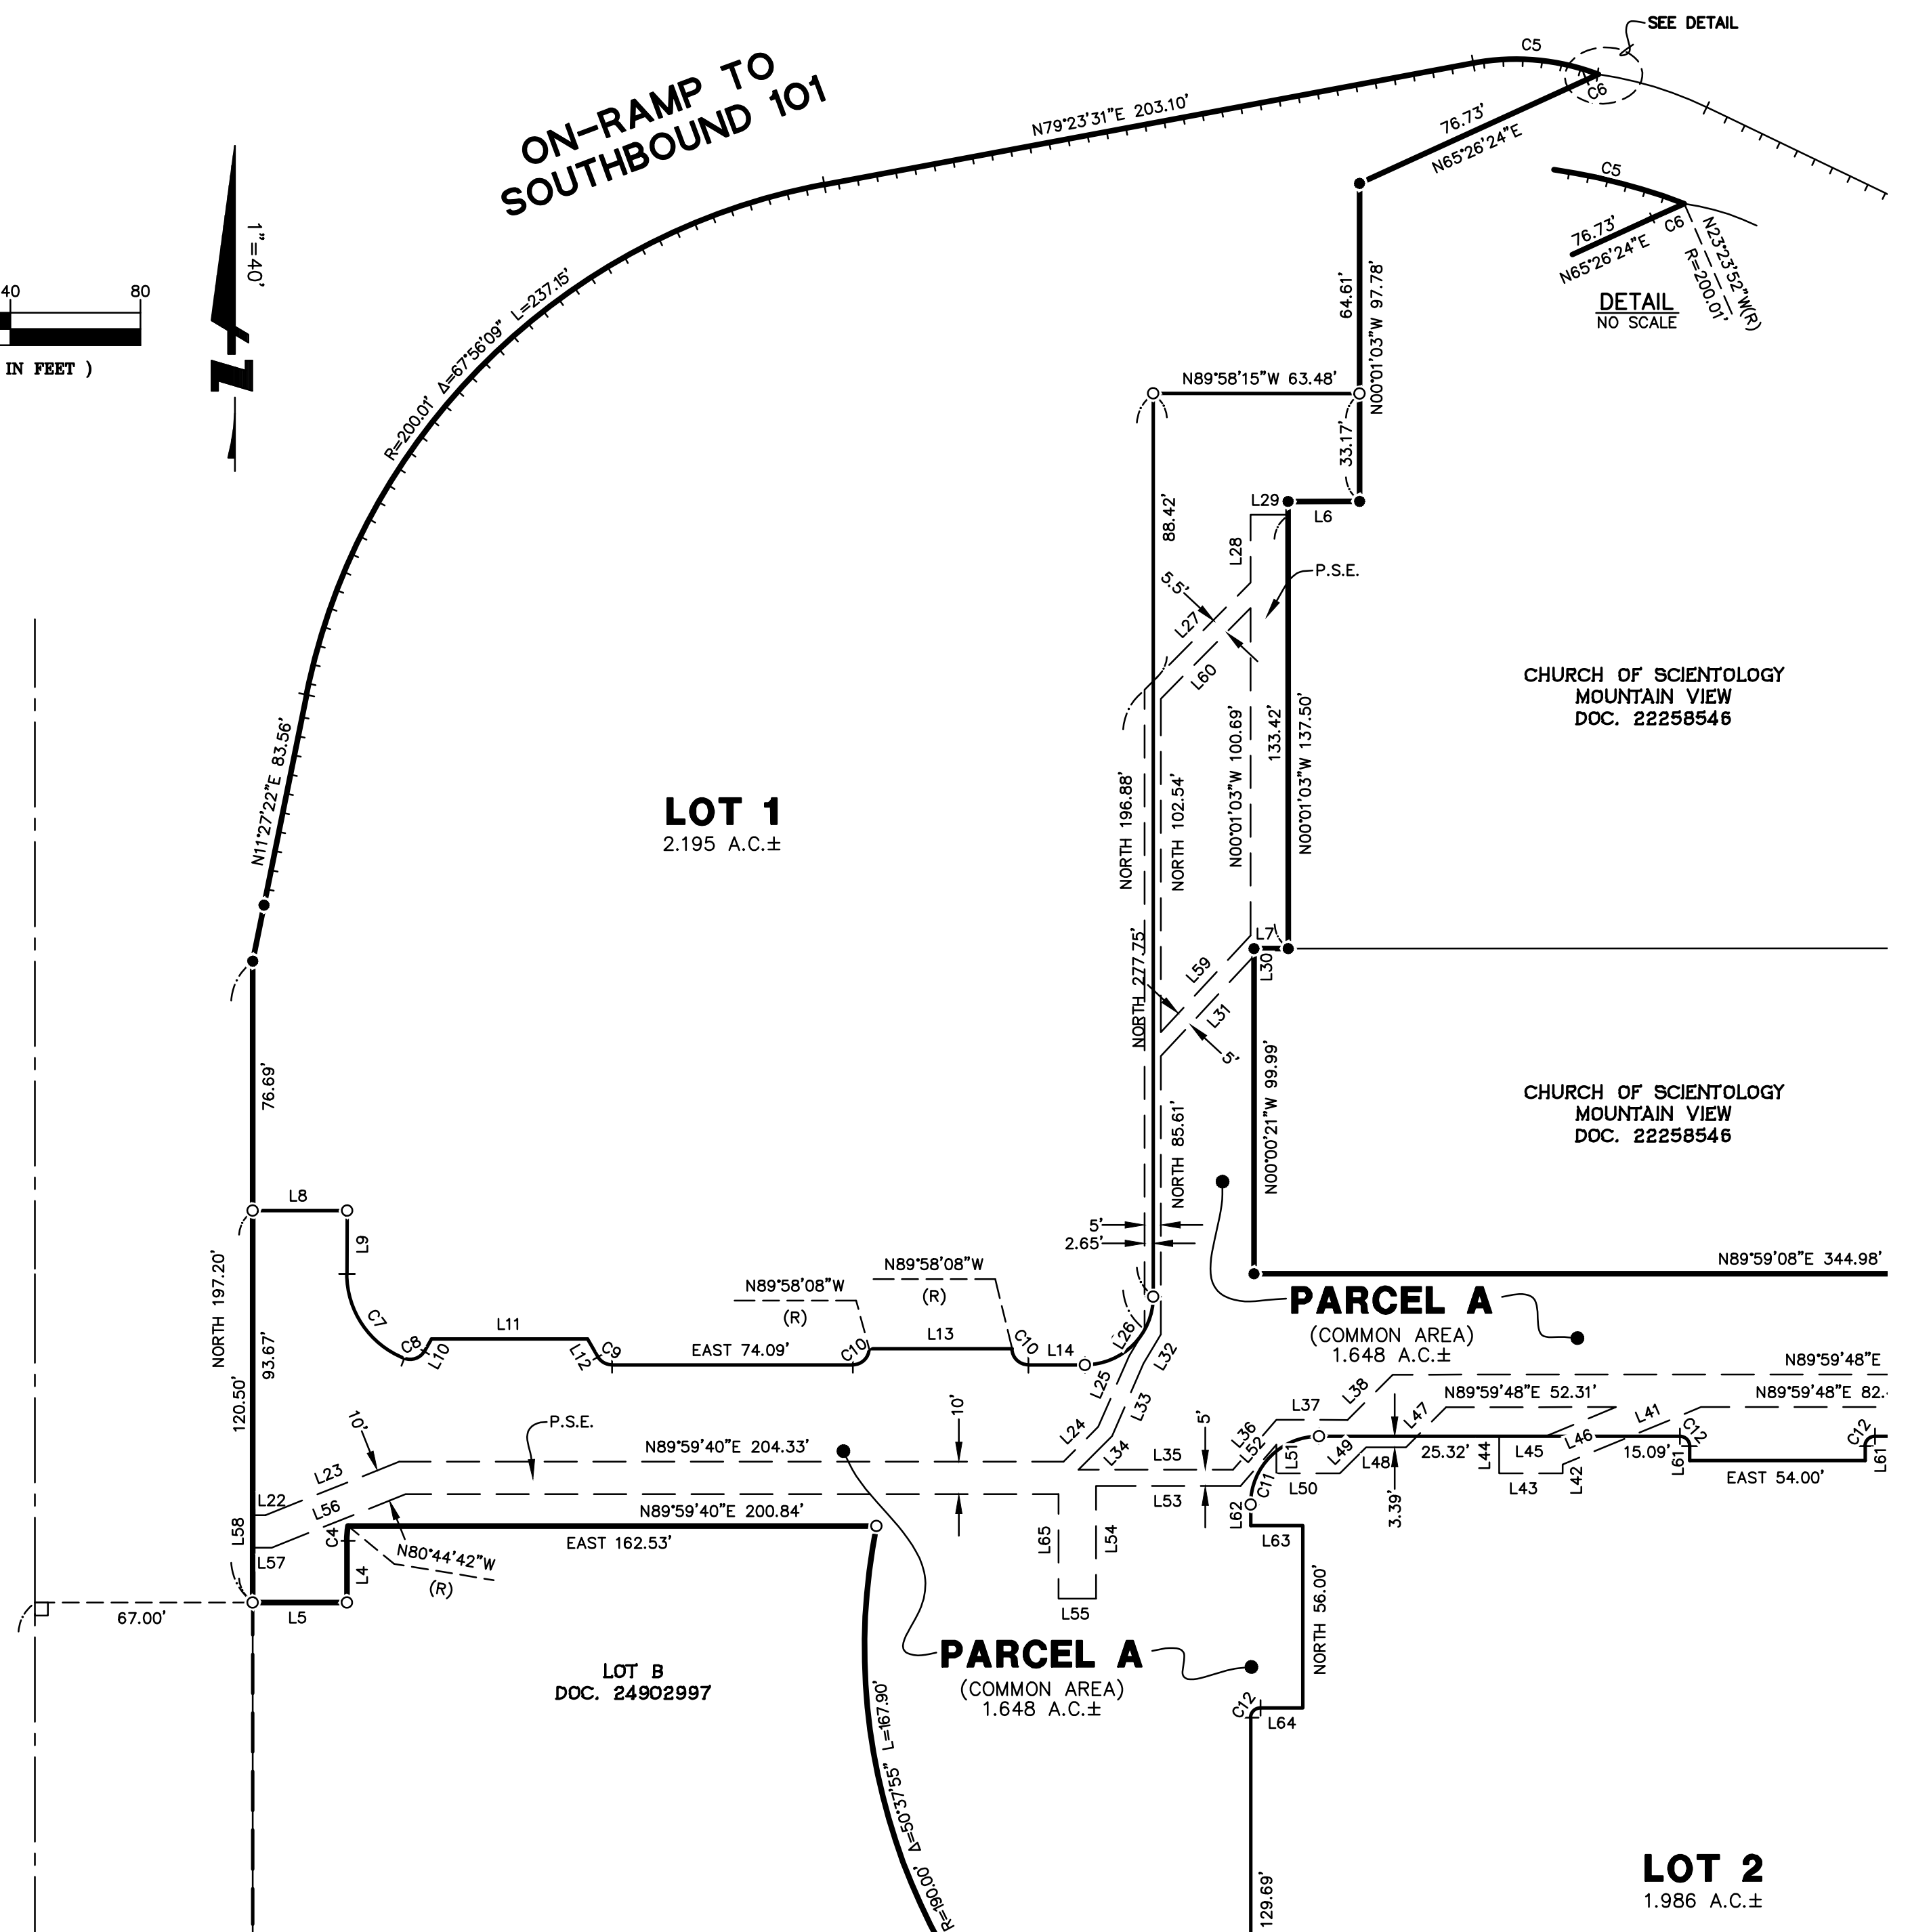 SEE DETAIL
C5
C6
ON-RAMP TO
SOUTHBOUND 101
N79°23'31"E 203.10'
76.73'
N65°26'24"E
1"=40'
40
80
IN FEET )
C5
C6
76.73'
N65°26'24"E
N23°23'52"W(R)
R=200.01'
DETAIL
NO SCALE
64.61'
N00°01'03"W 97.78'
33.17'
N89°58'15"W 63.48'
R=200.01' Δ=67°56'09" L=237.15'
L29
L6
L28
88.42'
5.5'
P.S.E.
L27
L60
CHURCH OF SCIENTOLOGY
MOUNTAIN VIEW
DOC. 22258546
N11°27'22"E 83.56'
LOT 1
2.195 A.C.±
NORTH 196.88'
NORTH 102.54'
N00°01'03"W 100.69'
133.42'
N00°01'03"W 137.50'
NORTH 277.75'
L7
L30
L59
L31
5'
76.69'
N00°00'21"W 99.99'
CHURCH OF SCIENTOLOGY
MOUNTAIN VIEW
DOC. 22258546
NORTH 85.61'
L8
L9
5'
2.65'
N89°59'08"E 344.98'
NORTH 197.20'
93.67'
120.50'
C7
C8
L10
L11
L12
C9
EAST 74.09'
N89°58'08"W
(R)
C10
N89°58'08"W
(R)
L13
C10
L14
L26
L32
PARCEL A
(COMMON AREA)
1.648 A.C.±
L25
L33
L24
L34
N89°59'48"E
N89°59'48"E 52.31'
N89°59'48"E 82.
L37
L38
L36
L52
L47
L41
L46
C12
C12
10'
P.S.E.
10'
5'
N89°59'40"E 204.33'
L35
L53
L51
L49
L48
L50
25.32'
L44
L45
L43
L42
15.09'
L61
EAST 54.00'
L61
3.39'
L23
L22
L56
L58
L57
C4
L4
L5
N89°59'40"E 200.84'
EAST 162.53'
N80°44'42"W
(R)
L65
L54
L55
C11
L62
L63
NORTH 56.00'
67.00'
PARCEL A
(COMMON AREA)
1.648 A.C.±
C12
L64
LOT B
DOC. 24902997
R=190.00' Δ=50°37'55" L=167.90'
129.69'
LOT 2
1.986 A.C.±